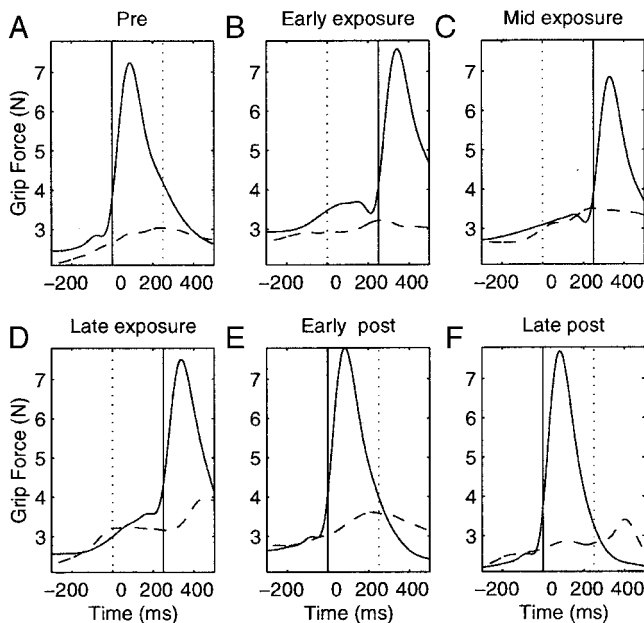 A Pre B Early exposure C Mid exposure
Grip Force (N)
7 7 7
6 6 6
5 5 5
4 4 4
3 3 3
−200 0 200 400 −200 0 200 400 −200 0 200 400
D Late exposure E Early post F Late post
Grip Force (N)
7 7 7
6 6 6
5 5 5
4 4 4
3 3 3
−200 0 200 400 −200 0 200 400 −200 0 200 400
Time (ms) Time (ms) Time (ms)